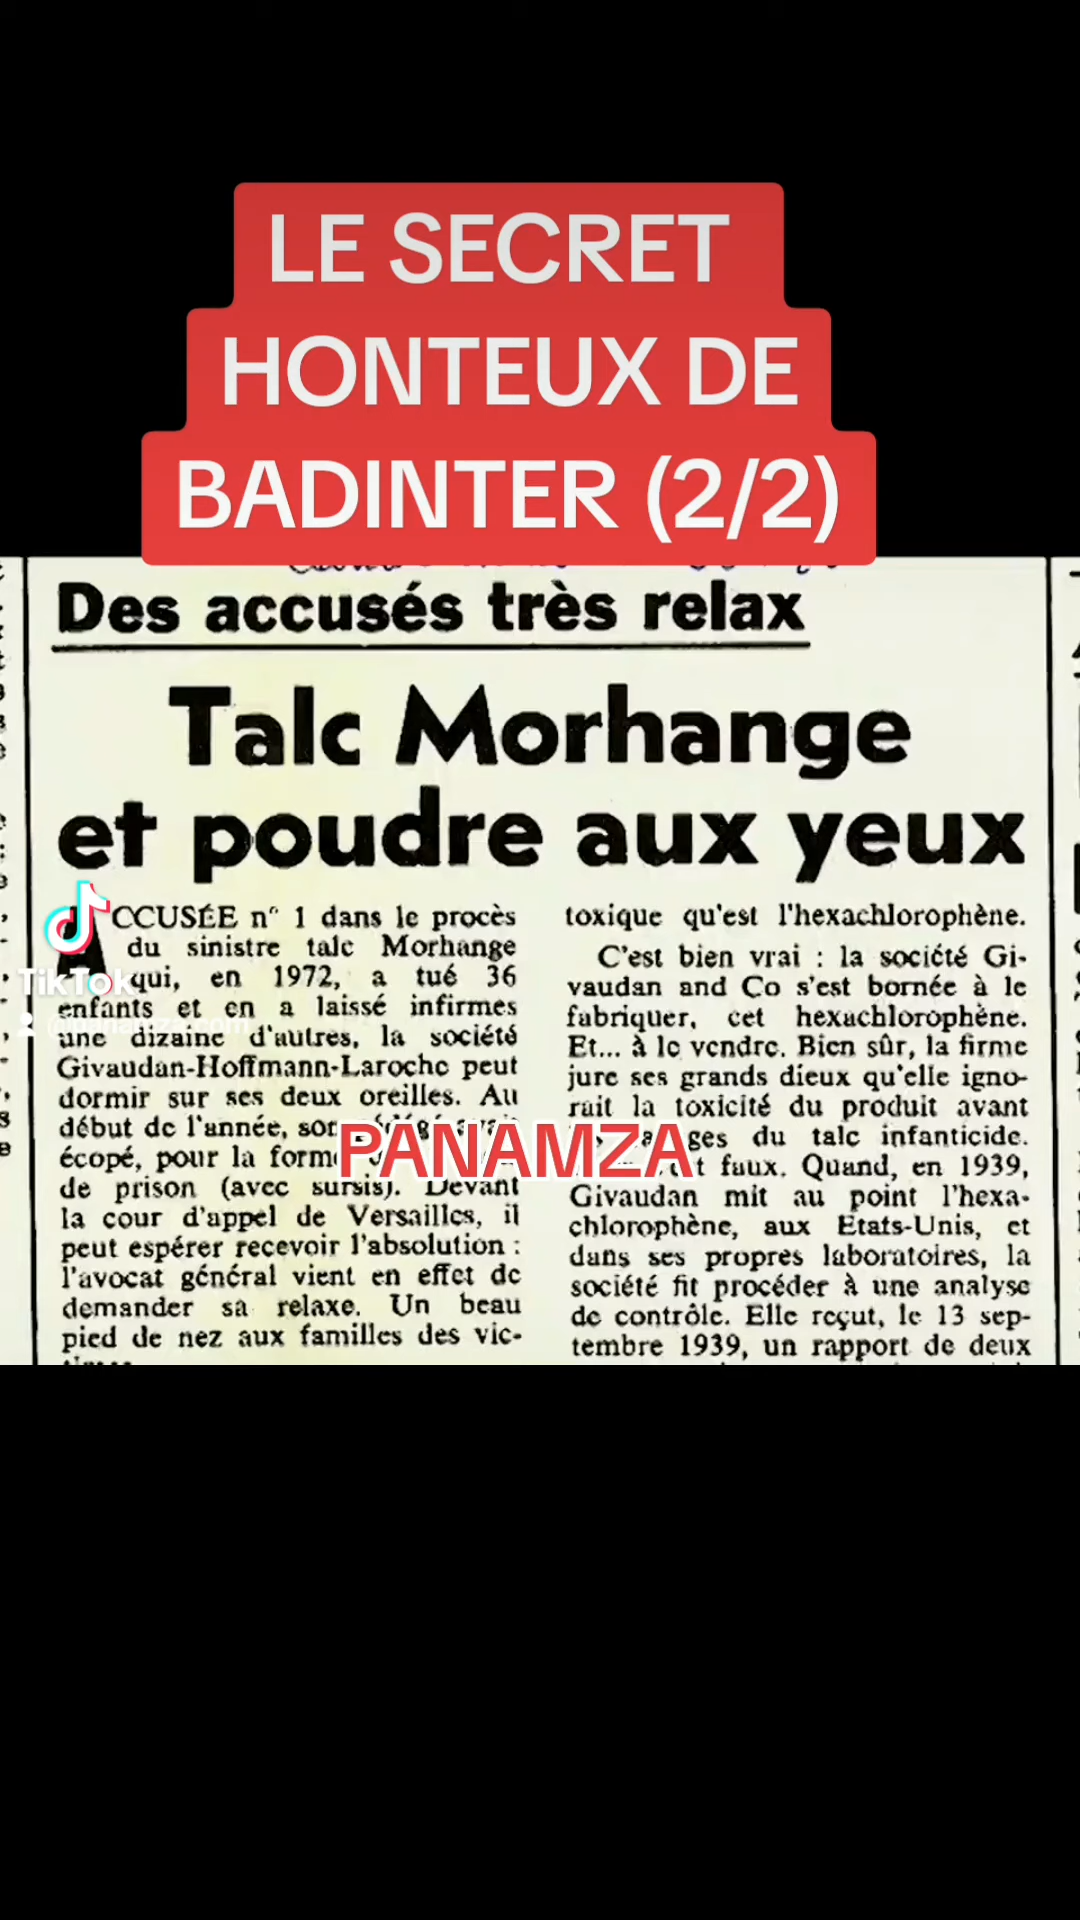 LE SECRET
HONTEUX DE
BADINTER (2/2)
Des accusés très relax
Talc Morhange
et poudre aux yeux
ACCUSÉE n° 1 dans le procès
du sinistre talc Morhange
qui, en 1972, a tué 36
enfants et en a laissé infirmes
une dizaine d'autres, la société
Givaudan-Hoffmann-Laroche peut
dormir sur ses deux oreilles. Au
début de l'année, son
écopé, pour la forme
de prison (avec sursis). Devant
la cour d'appel de Versailles, il
peut espérer recevoir l'absolution :
l'avocat général vient en effet de
demander sa relaxe. Un beau
pied de nez aux familles des vic-
toxique qu'est l'hexachlorophène.
C'est bien vrai : la société Gi-
vaudan and Co s'est bornée à le
fabriquer, cet hexachlorophène.
Et... à le vendre. Bien sûr, la firme
jure ses grands dieux qu'elle igno-
rait la toxicité du produit avant
du talc infanticide.
faux. Quand, en 1939,
Givaudan mit au point l'hexa-
chlorophène, aux Etats-Unis, et
dans ses propres laboratoires, la
société fit procéder à une analyse
de contrôle. Elle reçut, le 13 sep-
tembre 1939, un rapport de deux
PANAMZA
TikTok
@panamza.com